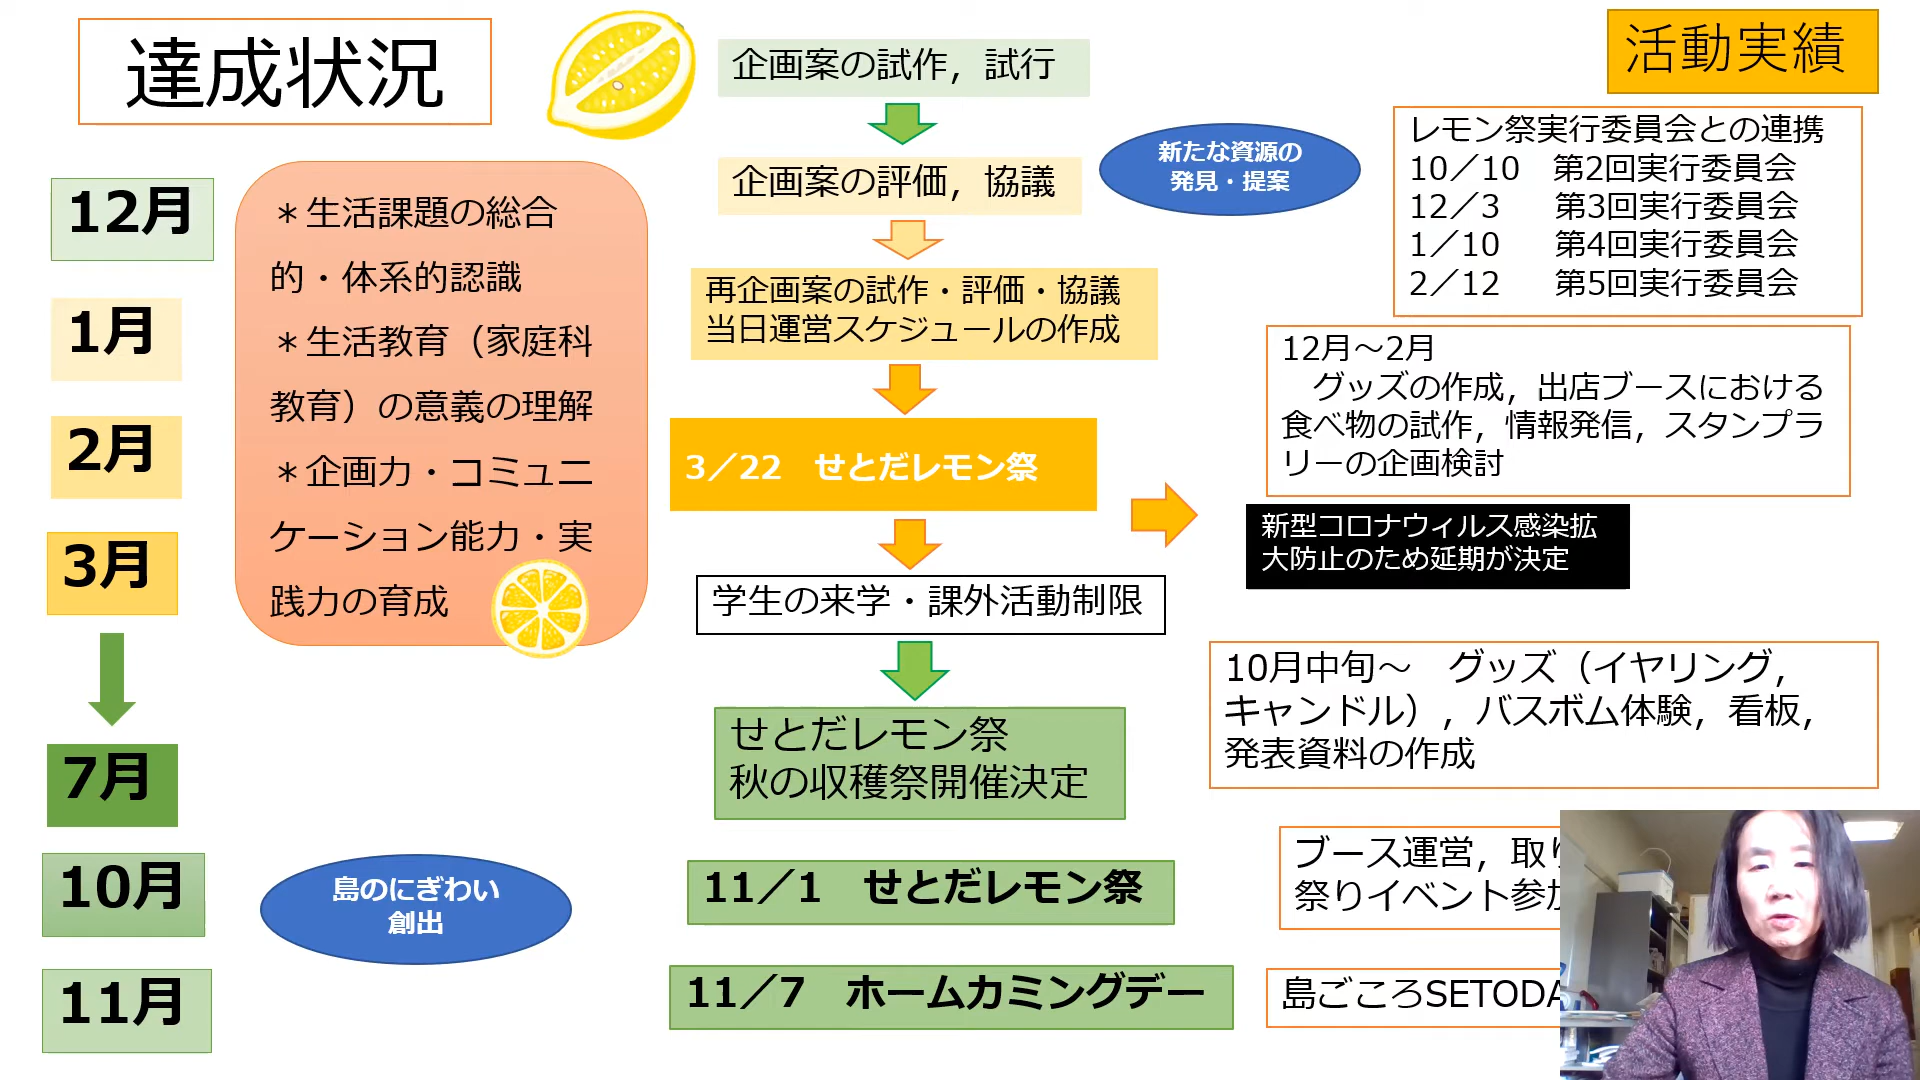 達成状況
12月
1月
2月
3月
7月
10月
11月
＊生活課題の総合
的・体系的認識
＊生活教育（家庭科
教育）の意義の理解
＊企画力・コミュニ
ケーション能力・実
践力の育成
島のにぎわい
創出
企画案の試作，試行
企画案の評価，協議
再企画案の試作・評価・協議
当日運営スケジュールの作成
3／22　せとだレモン祭
学生の来学・課外活動制限
せとだレモン祭
秋の収穫祭開催決定
11／1　せとだレモン祭
11／7　ホームカミングデー
新たな資源の
発見・提案
活動実績
レモン祭実行委員会との連携
10／10　第2回実行委員会
12／3　第3回実行委員会
1／10　第4回実行委員会
2／12　第5回実行委員会
12月～2月
グッズの作成，出店ブースにおける
食べ物の試作，情報発信，スタンプラ
リーの企画検討
新型コロナウィルス感染拡
大防止のため延期が決定
10月中旬～　グッズ（イヤリング，
キャンドル），バスボム体験，看板，
発表資料の作成
ブース運営，取り
祭りイベント参加
島ごころSETODA